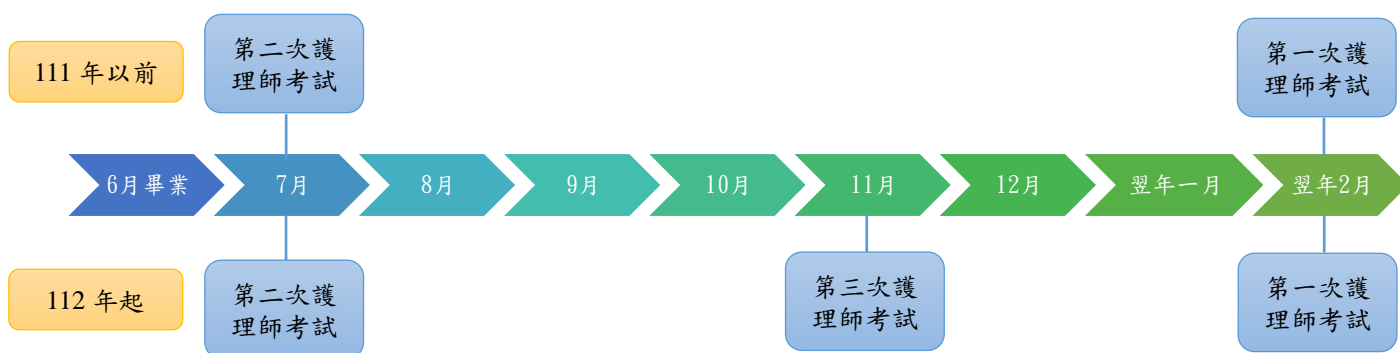 111 年以前
第二次護
理師考試
第一次護
理師考試
6月畢業
7月
8月
9月
10月
11月
12月
翌年一月
翌年2月
112 年起
第二次護
理師考試
第三次護
理師考試
第一次護
理師考試